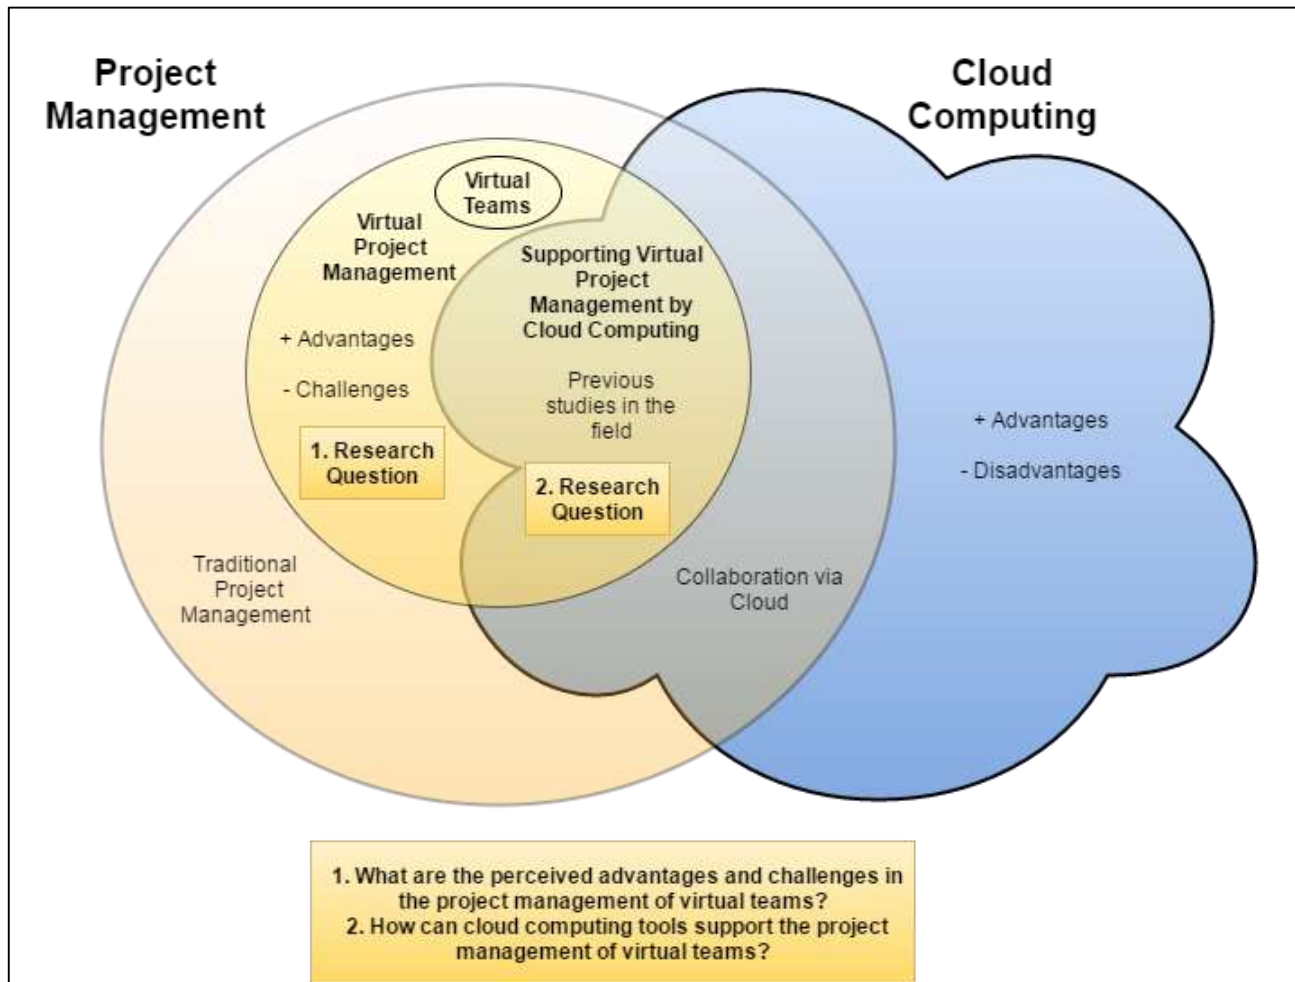 Project
Management
Cloud
Computing
Virtual
Teams
Virtual
Project
Management
+ Advantages
- Challenges
1. Research
Question
Supporting Virtual
Project
Management by
Cloud Computing
Previous
studies in the
field
2. Research
Question
Traditional
Project
Management
Collaboration via
Cloud
+ Advantages
- Disadvantages
1. What are the perceived advantages and challenges in
the project management of virtual teams?
2. How can cloud computing tools support the project
management of virtual teams?